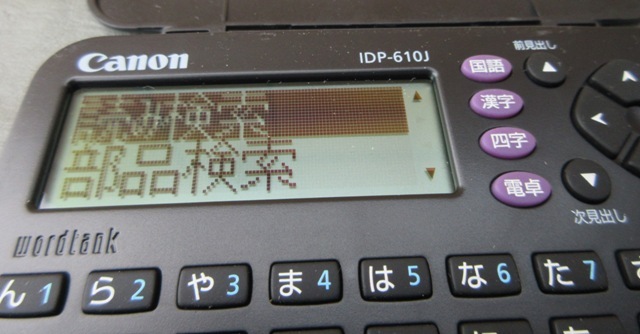 Canon
IDP-610J
前見出し
国語
漢字
四字
電卓
次見出し
読み検索
部品検索
wordtank
ん 1
ら 2
や 3
ま 4
は 5
な 6
た 7